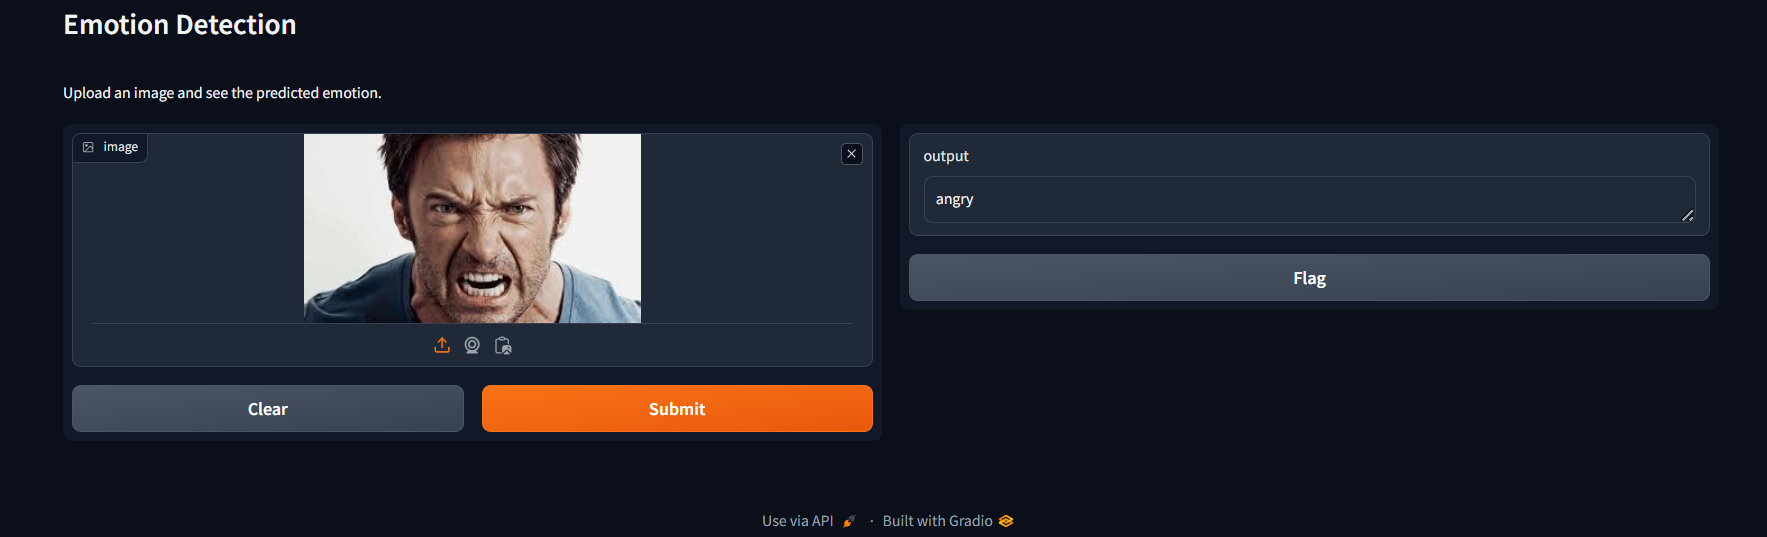 Emotion Detection
Upload an image and see the predicted emotion.
image
output
angry
Flag
Clear
Submit
Use via API · Built with Gradio